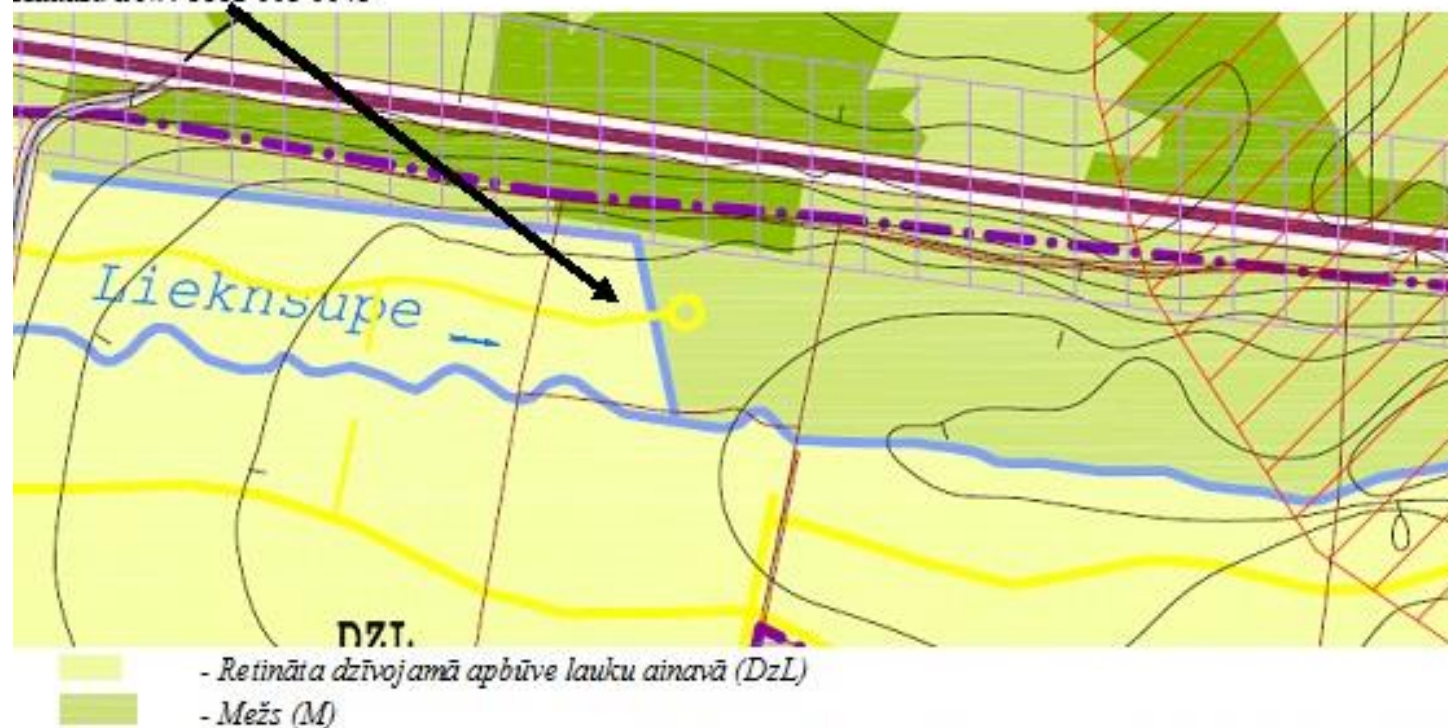 Lieknsupe
DZL
- Retināta dzīvojamā apbūve lauku ainavā (DzL)
- Mežs (M)